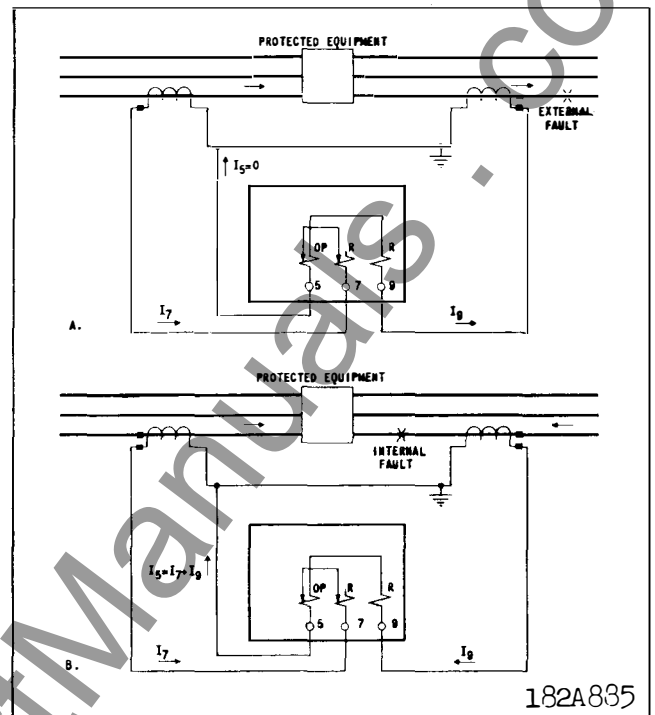 PROTECTED EQUIPMENT
EXTERNAL
FAULT
I5=0
OP R R
5 7 9
I7 I9
A.
PROTECTED EQUIPMENT
INTERNAL
FAULT
I5=I7+I9
OP R R
5 7 9
I7 I9
B.
182A885